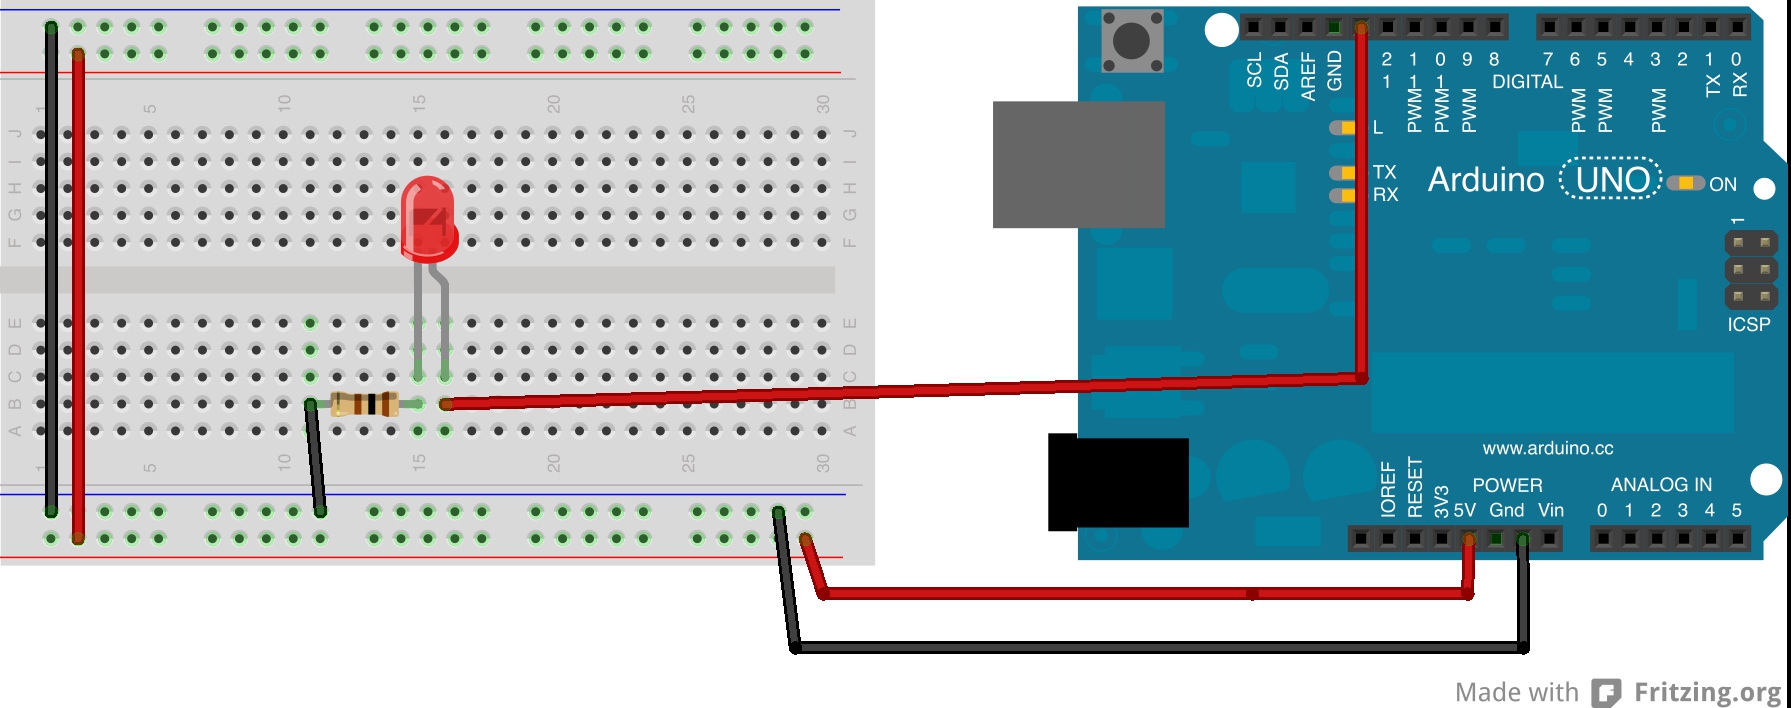 1 5 10 15 20 25 30
J J
I I
H H
G G
F F
E E
D D
C C
B B
A A
1 5 10 15 20 25 30
SCL SDA AREF GND
2 1 0 9 8
1 PWM-1 PWM-1 PWM PWM
DIGITAL
7 6 5 4 3 2 1 0
PWM PWM PWM TX RX
L
TX
RX
Arduino UNO
ON
1
ICSP
www.arduino.cc
POWER
IOREF RESET 3V3 5V Gnd Vin
ANALOG IN
0 1 2 3 4 5
Made with Fritzing.org